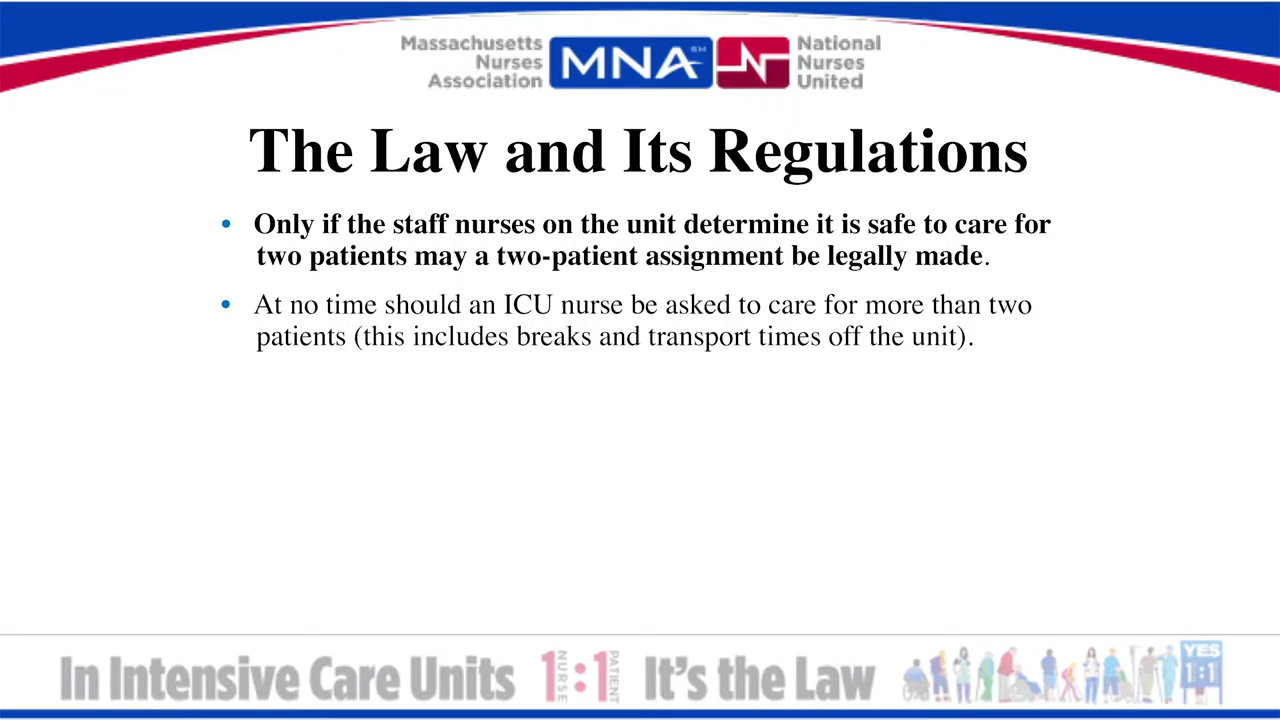 Massachusetts
Nurses
Association
MNA SM
N
National
Nurses
United
The Law and Its Regulations
• Only if the staff nurses on the unit determine it is safe to care for
two patients may a two-patient assignment be legally made.
• At no time should an ICU nurse be asked to care for more than two
patients (this includes breaks and transport times off the unit).
In Intensive Care Units 1:1 It's the Law
NURSE
PATIENT
YES
1:1